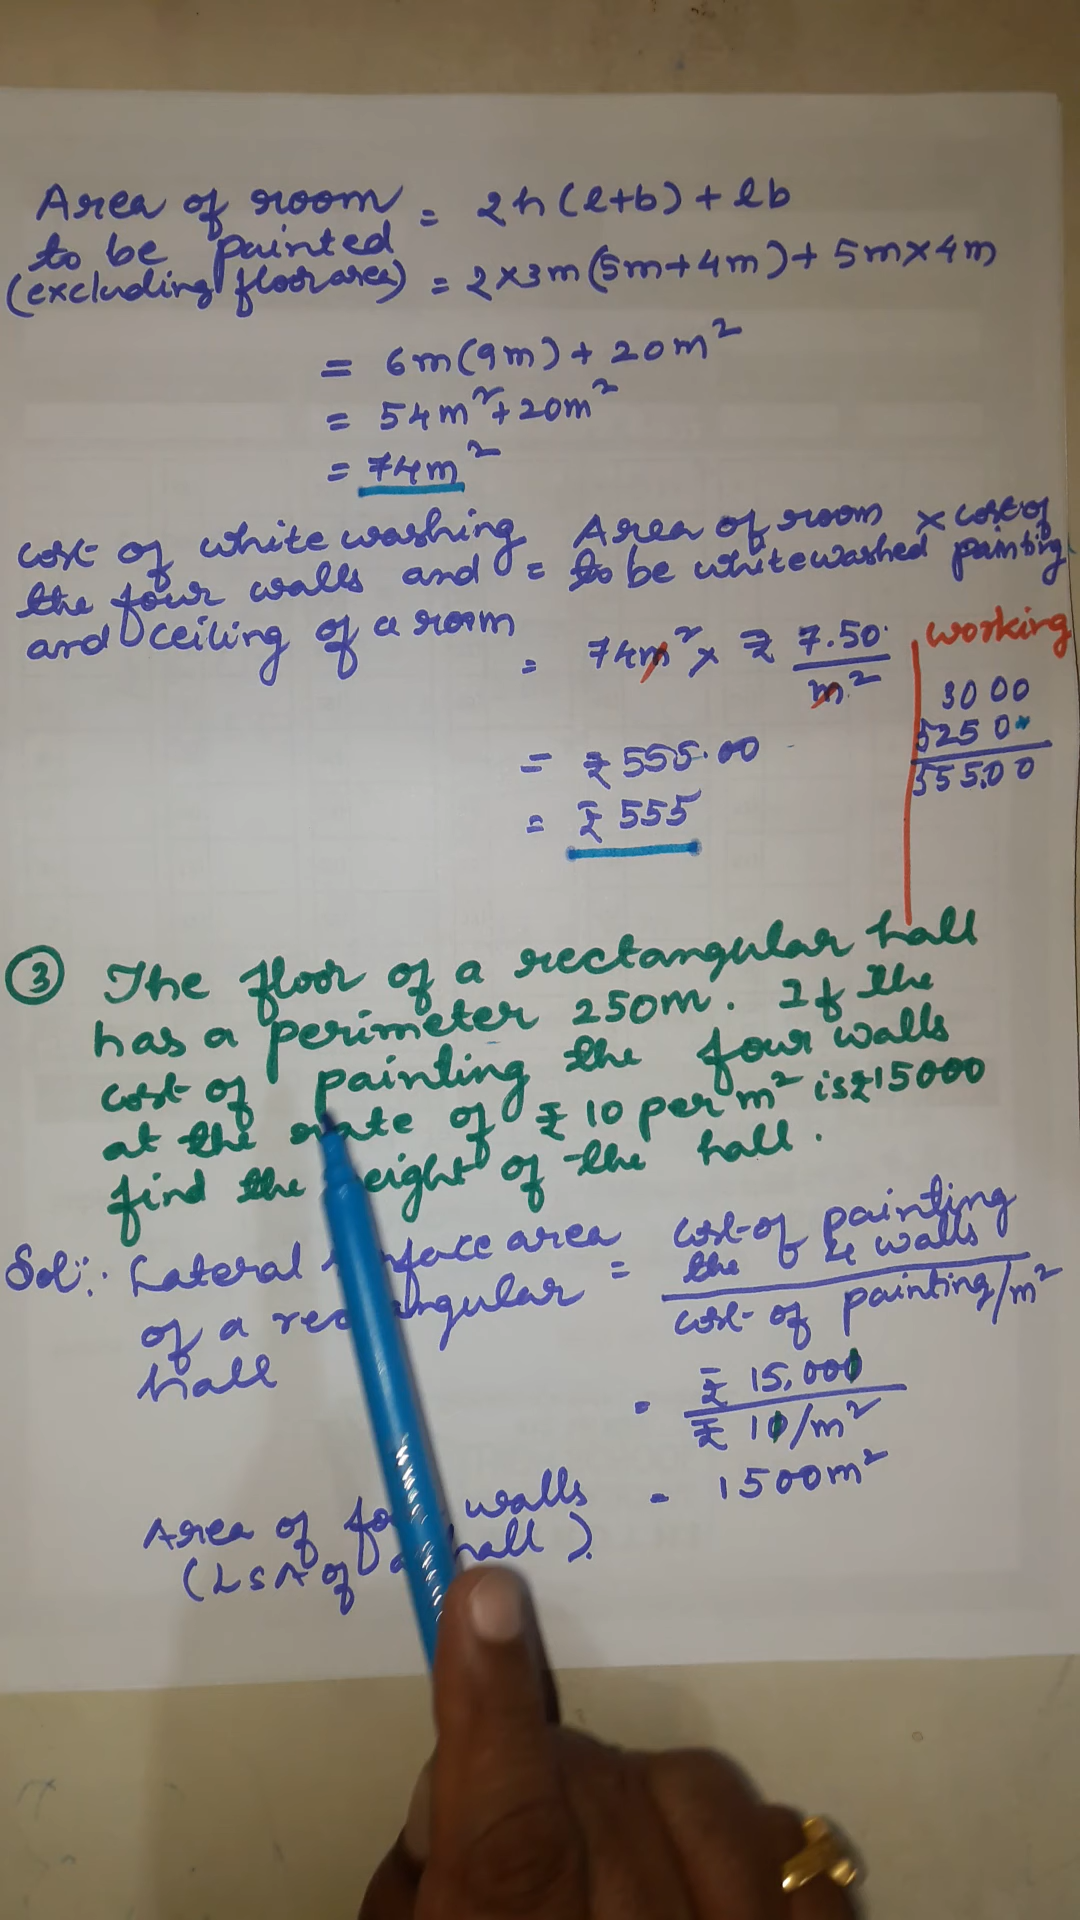 Area of room = 2h(l+b)+lb
to be painted
(excluding floor area) = 2×3m(5m+4m)+5m×4m
= 6m(9m)+20m²
= 54m²+20m²
= 74m²
cost of white washing = Area of room × cost of
the four walls and to be whitewashed painting
and ceiling of a room
= 74m² × ₹ 7.50/m²
working
3000
5250
555.00
= ₹555.00
= ₹555
③ The floor of a rectangular hall
has a perimeter 250m. If the
cost of painting the four walls
at the rate of ₹10 per m² is ₹15000
find the height of the hall.
Sol:. Lateral surface area = cost of painting
the 4 walls
of a rectangular cost of painting/m²
hall
= ₹ 15,000
₹ 10/m²
Area of four walls = 1500m²
(LSA of a hall).